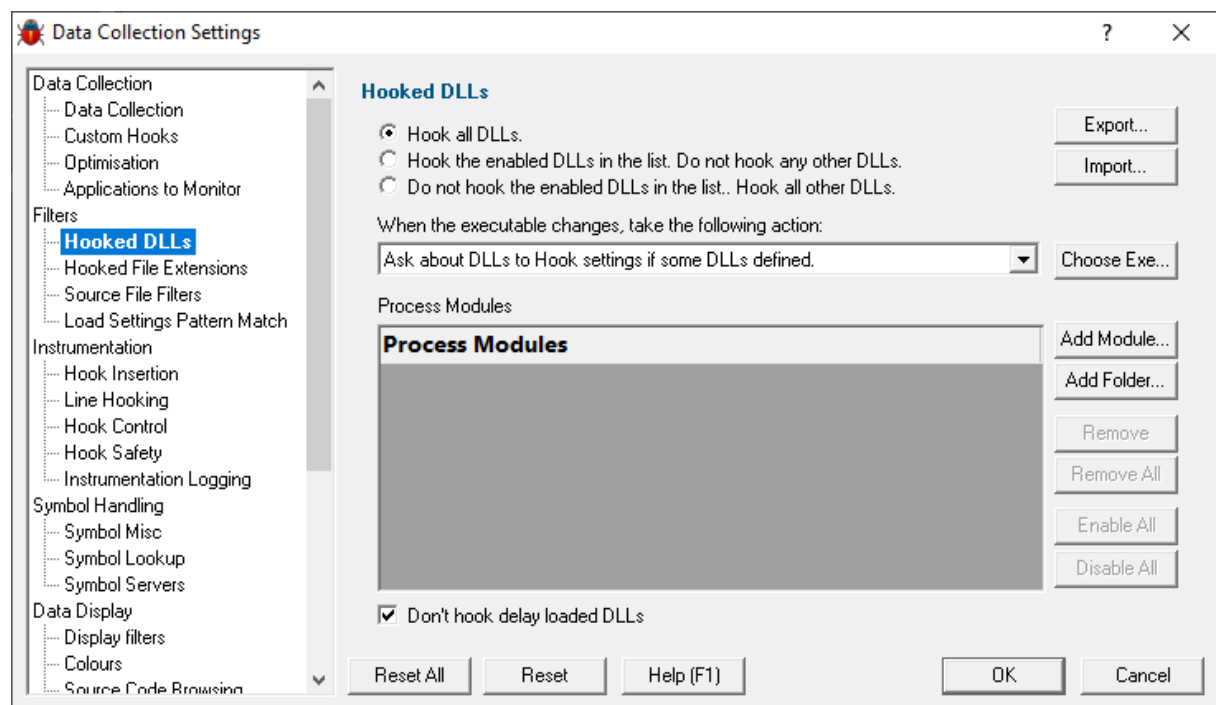 Data Collection Settings
?
Data Collection
Data Collection
Custom Hooks
Optimisation
Applications to Monitor
Filters
Hooked DLLs
Hooked File Extensions
Source File Filters
Load Settings Pattern Match
Instrumentation
Hook Insertion
Line Hooking
Hook Control
Hook Safety
Instrumentation Logging
Symbol Handling
Symbol Misc
Symbol Lookup
Symbol Servers
Data Display
Display filters
Colours
Source Code Browsing
Hooked DLLs
Hook all DLLs.
Hook the enabled DLLs in the list. Do not hook any other DLLs.
Do not hook the enabled DLLs in the list.. Hook all other DLLs.
Export...
Import...
When the executable changes, take the following action:
Ask about DLLs to Hook settings if some DLLs defined.
Choose Exe...
Process Modules
Process Modules
Add Module...
Add Folder...
Remove
Remove All
Enable All
Disable All
Don't hook delay loaded DLLs
Reset All
Reset
Help (F1)
OK
Cancel